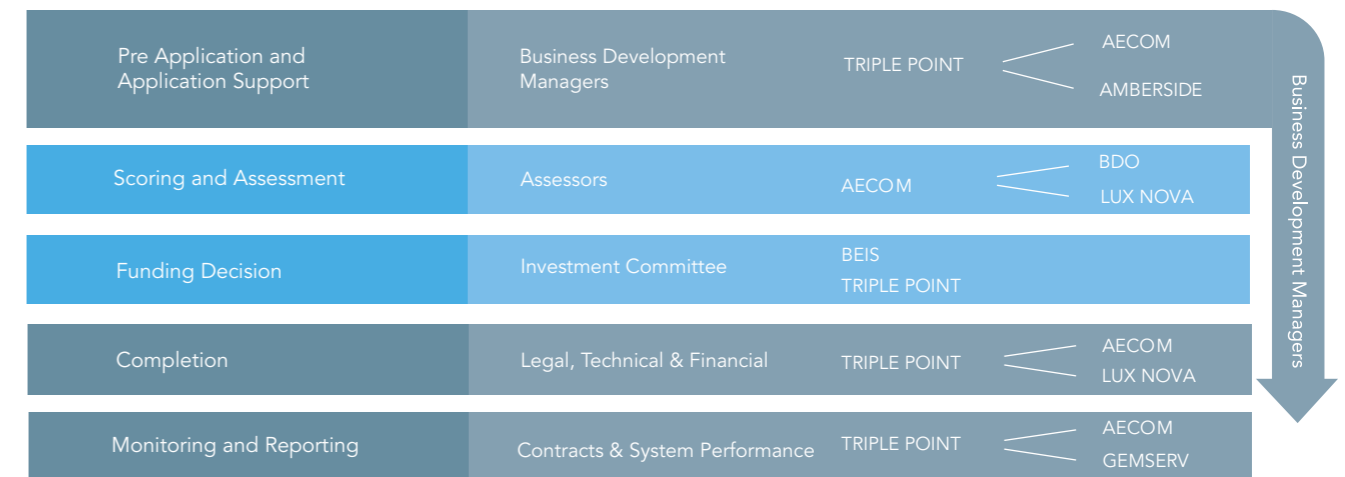 Pre Application and
Application Support
Business Development
Managers
TRIPLE POINT
AECOM
AMBERSIDE
Scoring and Assessment
Assessors
AECOM
BDO
LUX NOVA
Funding Decision
Investment Committee
BEIS
TRIPLE POINT
Completion
Legal, Technical & Financial
TRIPLE POINT
AECOM
LUX NOVA
Monitoring and Reporting
Contracts & System Performance
TRIPLE POINT
AECOM
GEMSERV
Business Development Managers